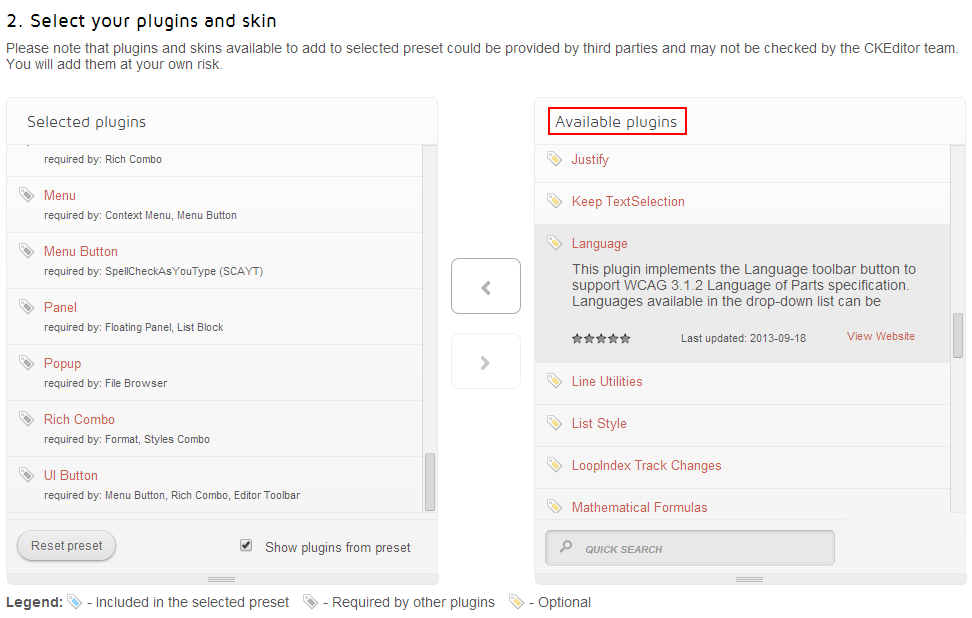 2. Select your plugins and skin
Please note that plugins and skins available to add to selected preset could be provided by third parties and may not be checked by the CKEditor team.
You will add them at your own risk.
Selected plugins
required by: Rich Combo
Menu
required by: Context Menu, Menu Button
Menu Button
required by: SpellCheckAsYouType (SCAYT)
Panel
required by: Floating Panel, List Block
Popup
required by: File Browser
Rich Combo
required by: Format, Styles Combo
UI Button
required by: Menu Button, Rich Combo, Editor Toolbar
Reset preset
Show plugins from preset
Available plugins
Justify
Keep TextSelection
Language
This plugin implements the Language toolbar button to
support WCAG 3.1.2 Language of Parts specification.
Languages available in the drop-down list can be
Last updated: 2013-09-18 View Website
Line Utilities
List Style
LoopIndex Track Changes
Mathematical Formulas
QUICK SEARCH
Legend: - Included in the selected preset - Required by other plugins - Optional